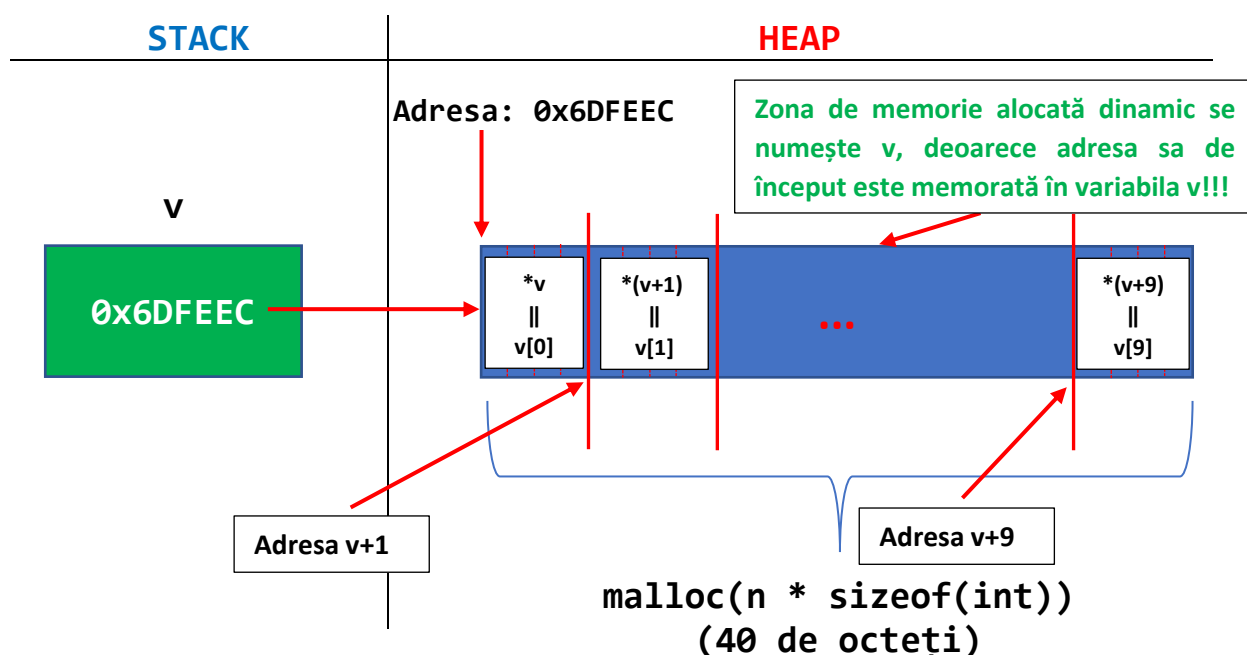 STACK
HEAP
Adresa: 0x6DFEEC
Zona de memorie alocată dinamic se
numește v, deoarece adresa sa de
început este memorată în variabila v!!!
v
0x6DFEEC
*v
||
v[0]
*(v+1)
||
v[1]
...
*(v+9)
||
v[9]
Adresa v+1
Adresa v+9
malloc(n * sizeof(int))
(40 de octeți)